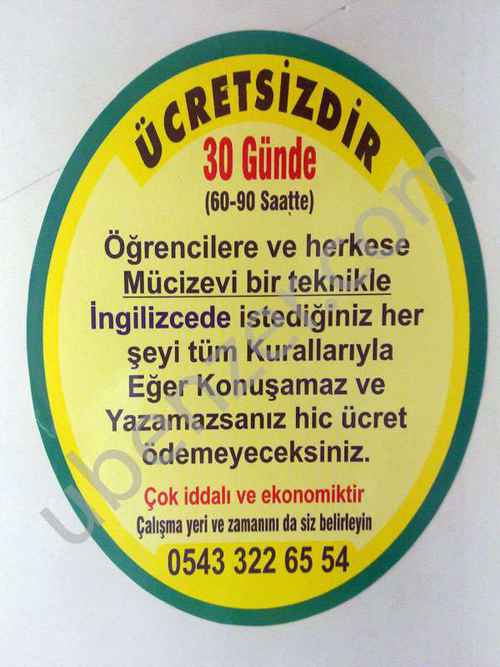 ÜCRETSİZDİR
30 Günde
(60-90 Saatte)
Öğrencilere ve herkese
Mücizevi bir teknikle
İngilizcede istediğiniz her
şeyi tüm Kurallarıyla
Eğer Konuşamaz ve
Yazamazsanız hic ücret
ödemeyeceksiniz.
Çok iddalı ve ekonomiktir
Çalışma yeri ve zamanını da siz belirleyin
0543 322 65 54
ubenzer.com